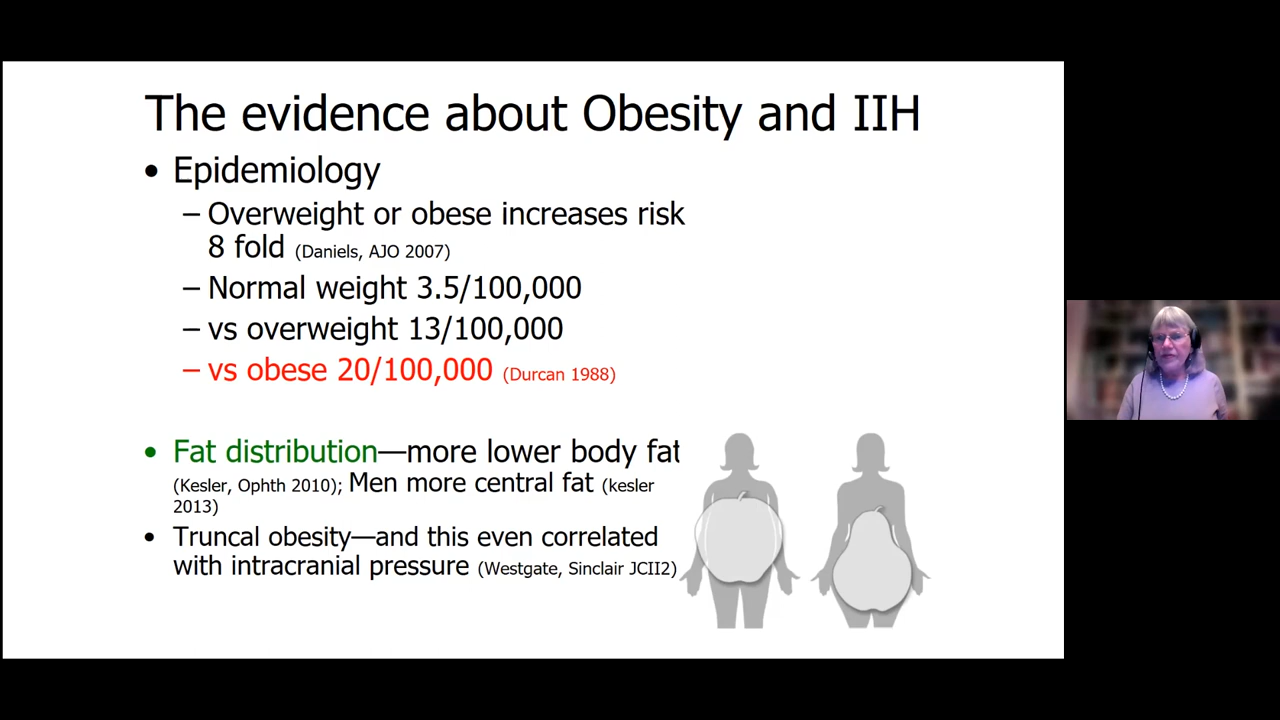 The evidence about Obesity and IIH
• Epidemiology
– Overweight or obese increases risk
8 fold (Daniels, AJO 2007)
– Normal weight 3.5/100,000
– vs overweight 13/100,000
– vs obese 20/100,000 (Durcan 1988)
• Fat distribution—more lower body fat
(Kesler, Ophth 2010); Men more central fat (kesler
2013)
• Truncal obesity—and this even correlated
with intracranial pressure (Westgate, Sinclair JCII2)